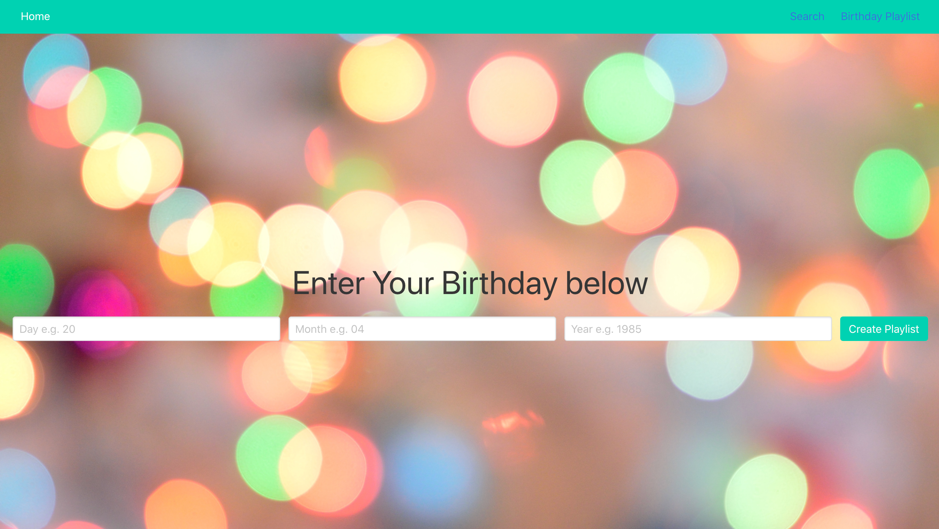 Home
Search
Birthday Playlist
Enter Your Birthday below
Day e.g. 20
Month e.g. 04
Year e.g. 1985
Create Playlist